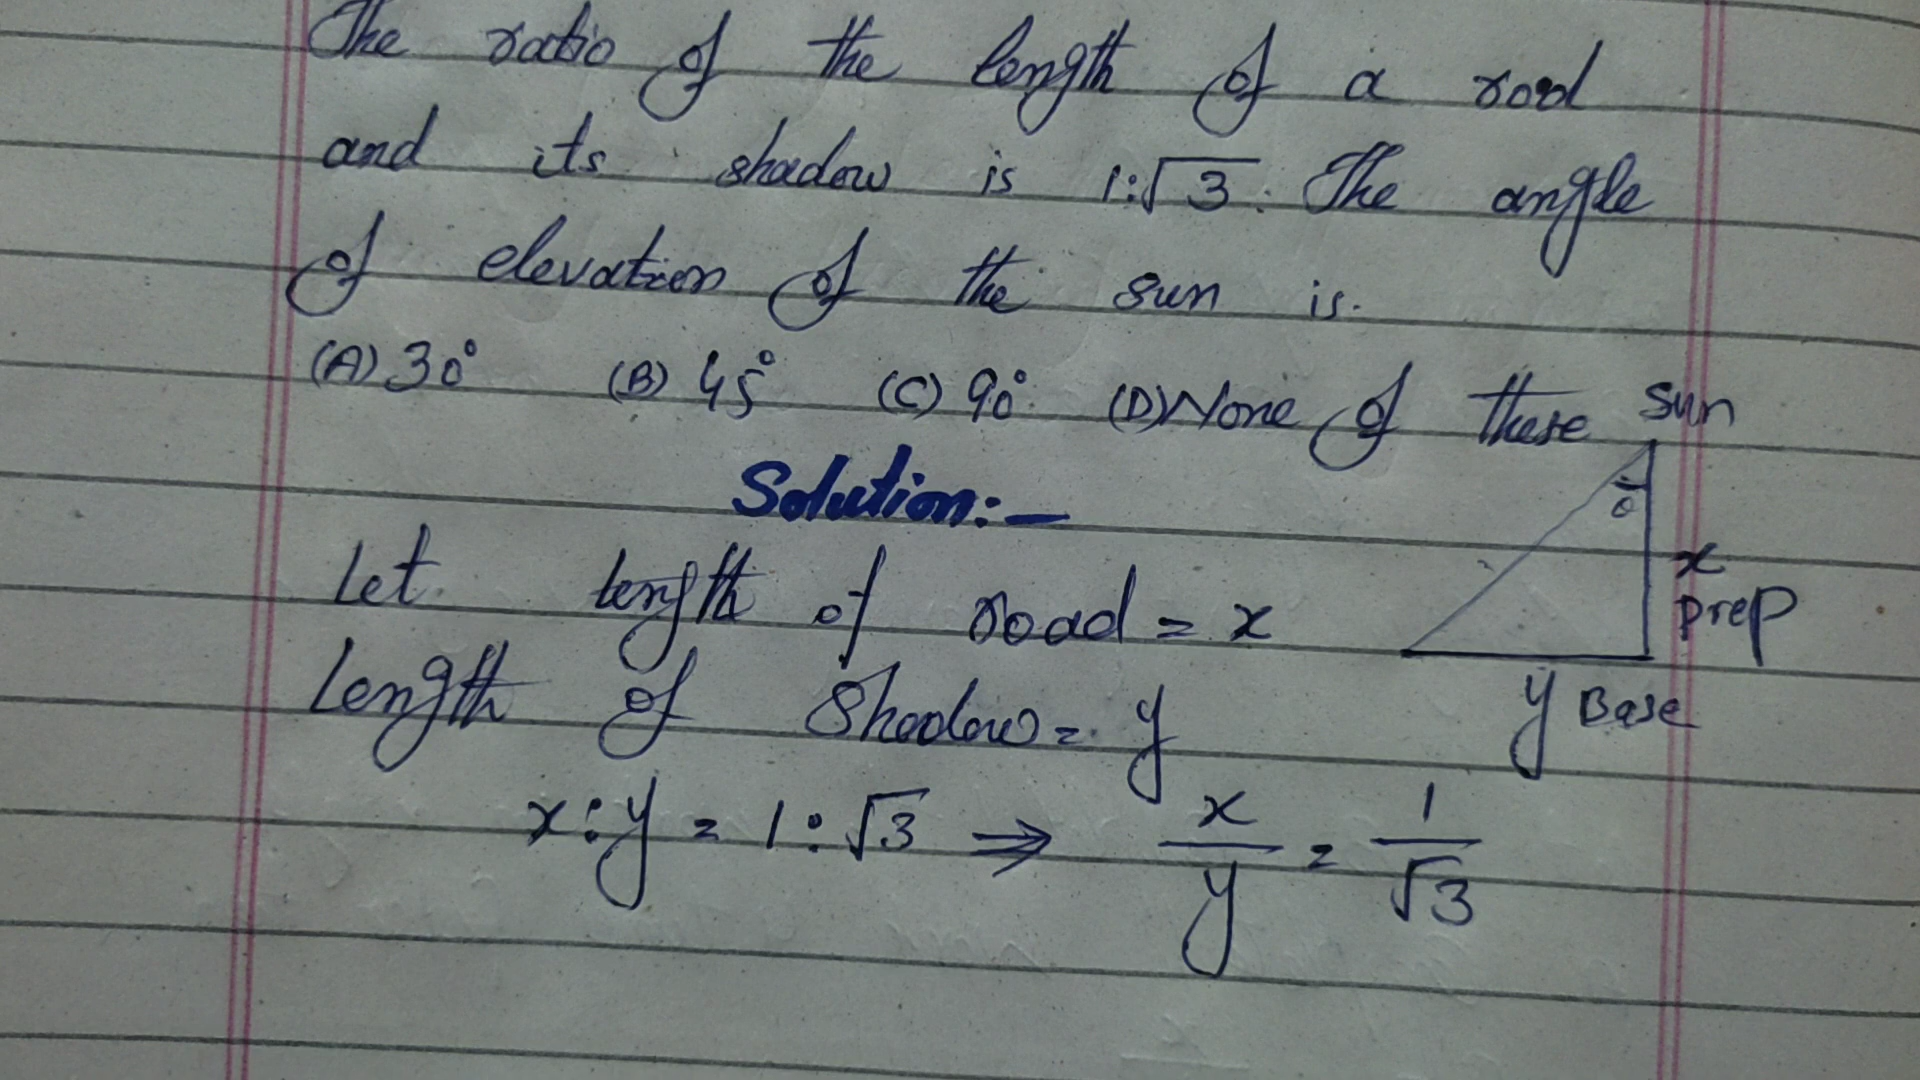 The ratio of the length of a rod
and its shadow is 1:√3. The angle
of elevation of the sun is.
(A) 30° (B) 45° (C) 90° (D) None of these
Sun
Solution:-
θ
Let length of road = x
x
prep
Length of Shadow = y
y Base
x:y = 1:√3 ⇒ x/y = 1/√3